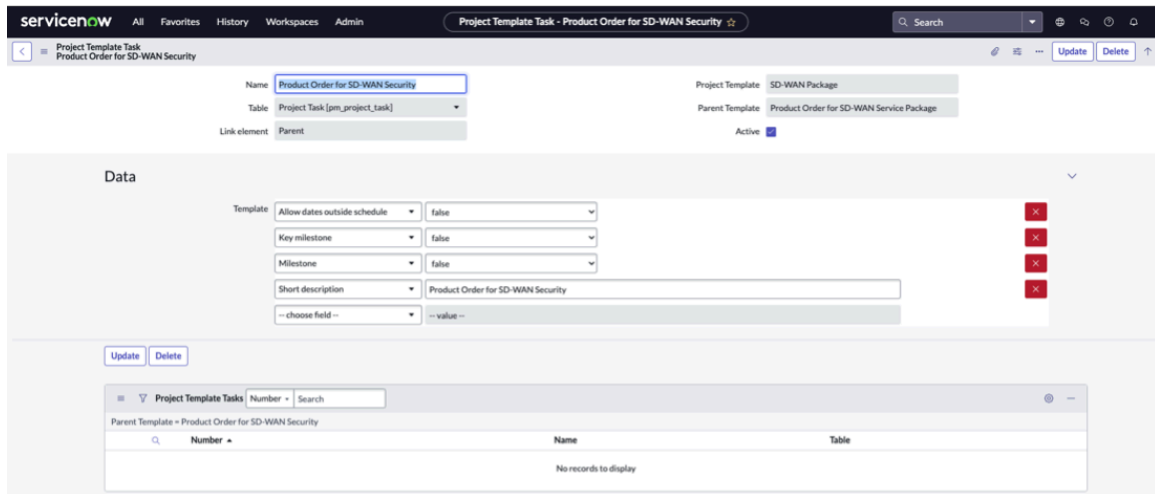 servicenow All Favorites History Workspaces Admin Project Template Task - Product Order for SD-WAN Security Search
Project Template Task
Product Order for SD-WAN Security
Update Delete
Name Product Order for SD-WAN Security Project Template SD-WAN Package
Table Project Task [pm_project_task] Parent Template Product Order for SD-WAN Service Package
Link element Parent Active
Data
Template Allow dates outside schedule false
Key milestone false
Milestone false
Short description Product Order for SD-WAN Security
-- choose field -- -- value --
Update Delete
Project Template Tasks Number Search
Parent Template = Product Order for SD-WAN Security
Number Name Table
No records to display